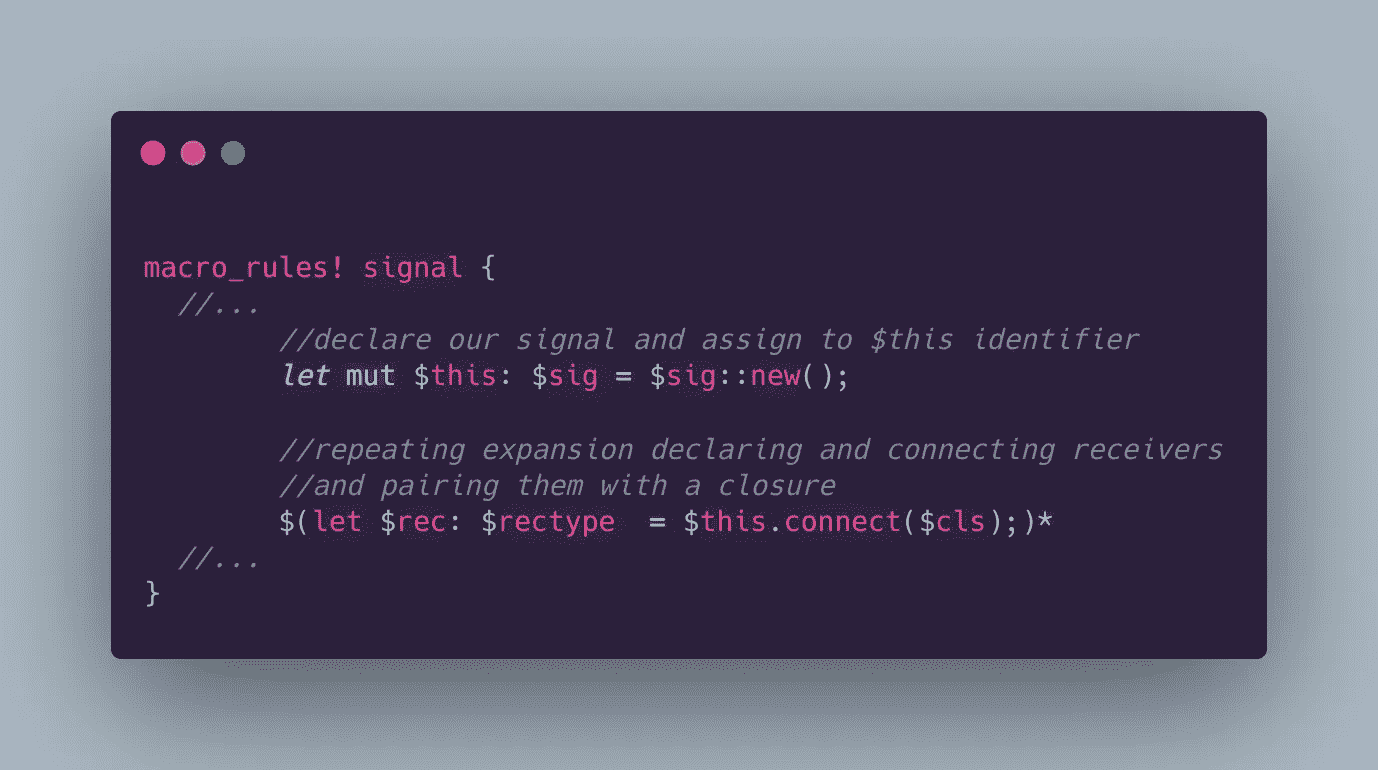 macro_rules! signal {
  //...
        //declare our signal and assign to $this identifier
        let mut $this: $sig = $sig::new();
        //repeating expansion declaring and connecting receivers
        //and pairing them with a closure
        $(let $rec: $rectype  = $this.connect($cls);)*
  //...
}